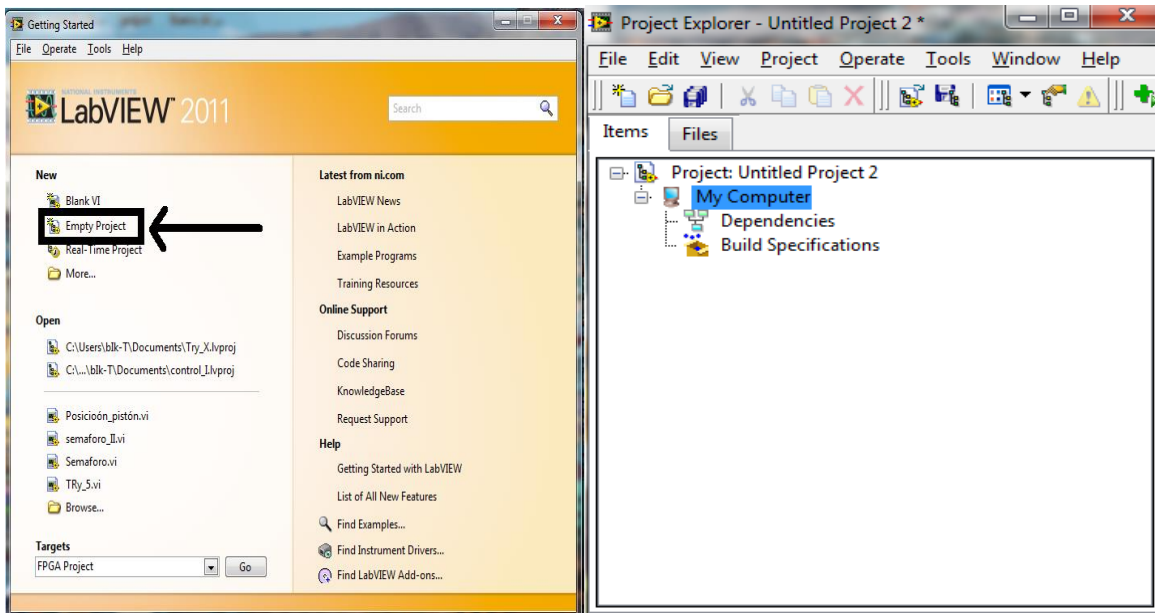 Getting Started
File Operate Tools Help
NATIONAL INSTRUMENTS
LabVIEW™ 2011
Search
New
Blank VI
Empty Project
Real-Time Project
More...
Open
C:\Users\blk-T\Documents\Try_X.lvproj
C:\...\blk-T\Documents\control_I.lvproj
Posicioón_pistón.vi
semaforo_II.vi
Semaforo.vi
TRy_5.vi
Browse...
Targets
FPGA Project
Go
Latest from ni.com
LabVIEW News
LabVIEW in Action
Example Programs
Training Resources
Online Support
Discussion Forums
Code Sharing
KnowledgeBase
Request Support
Help
Getting Started with LabVIEW
List of All New Features
Find Examples...
Find Instrument Drivers...
Find LabVIEW Add-ons...
Project Explorer - Untitled Project 2 *
File Edit View Project Operate Tools Window Help
Items Files
Project: Untitled Project 2
My Computer
Dependencies
Build Specifications